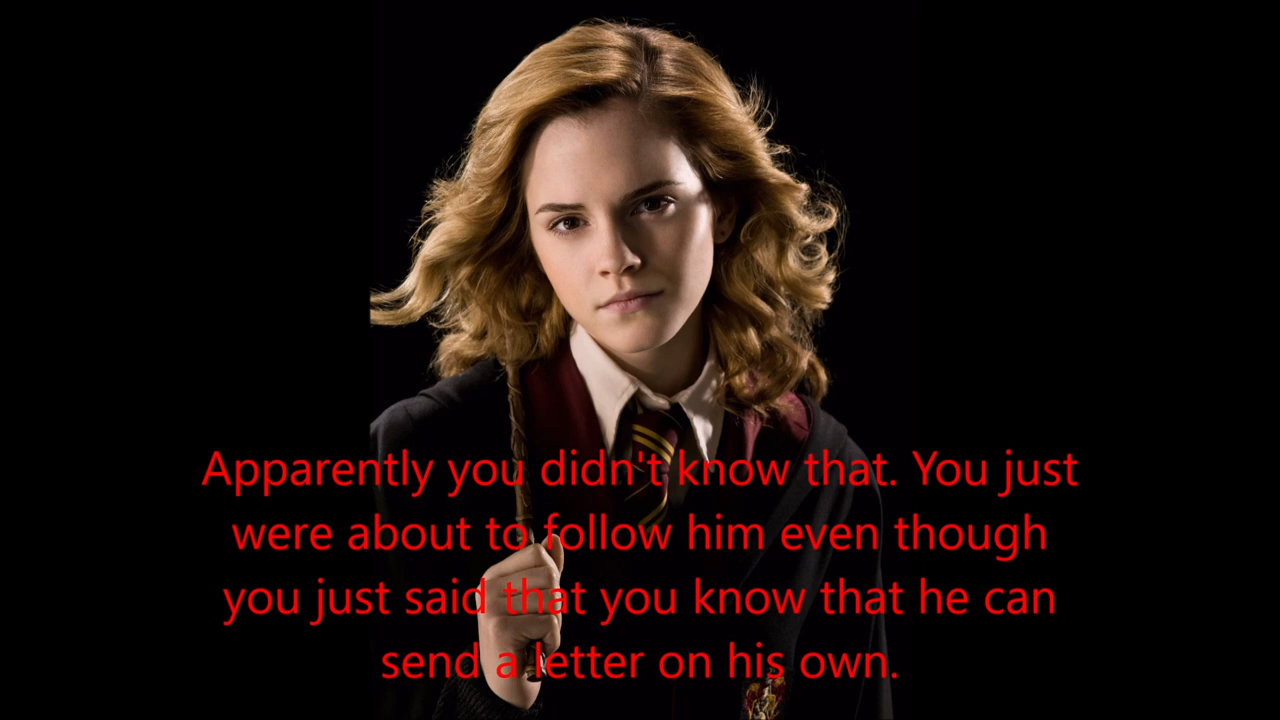 Apparently you didn't know that. You just
were about to follow him even though
you just said that you know that he can
send a letter on his own.